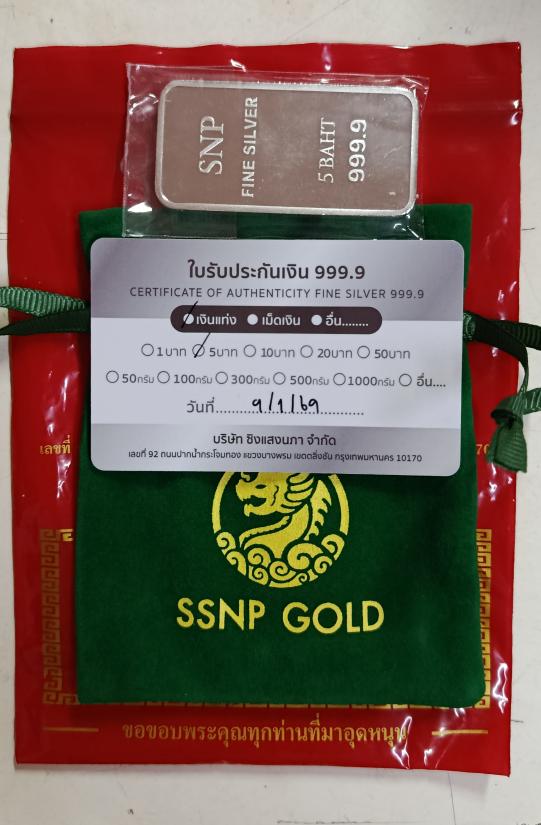 SNP
FINE SILVER
5 BAHT
999.9
ใบรับประกันเงิน 999.9
CERTIFICATE OF AUTHENTICITY FINE SILVER 999.9
เงินแท่ง เม็ดเงิน อื่น........
1บาท 5บาท 10บาท 20บาท 50บาท
50กรัม 100กรัม 300กรัม 500กรัม 1000กรัม อื่น....
วันที่ 9/1/69
บริษัท ชิงแสงนภา จำกัด
เลขที่ 92 ถนนปากน้ำกระโจมทอง แขวงบางพรม เขตตลิ่งชัน กรุงเทพมหานคร 10170
เลขที่
SSNP GOLD
ขอขอบพระคุณทุกท่านที่มาอุดหนุน